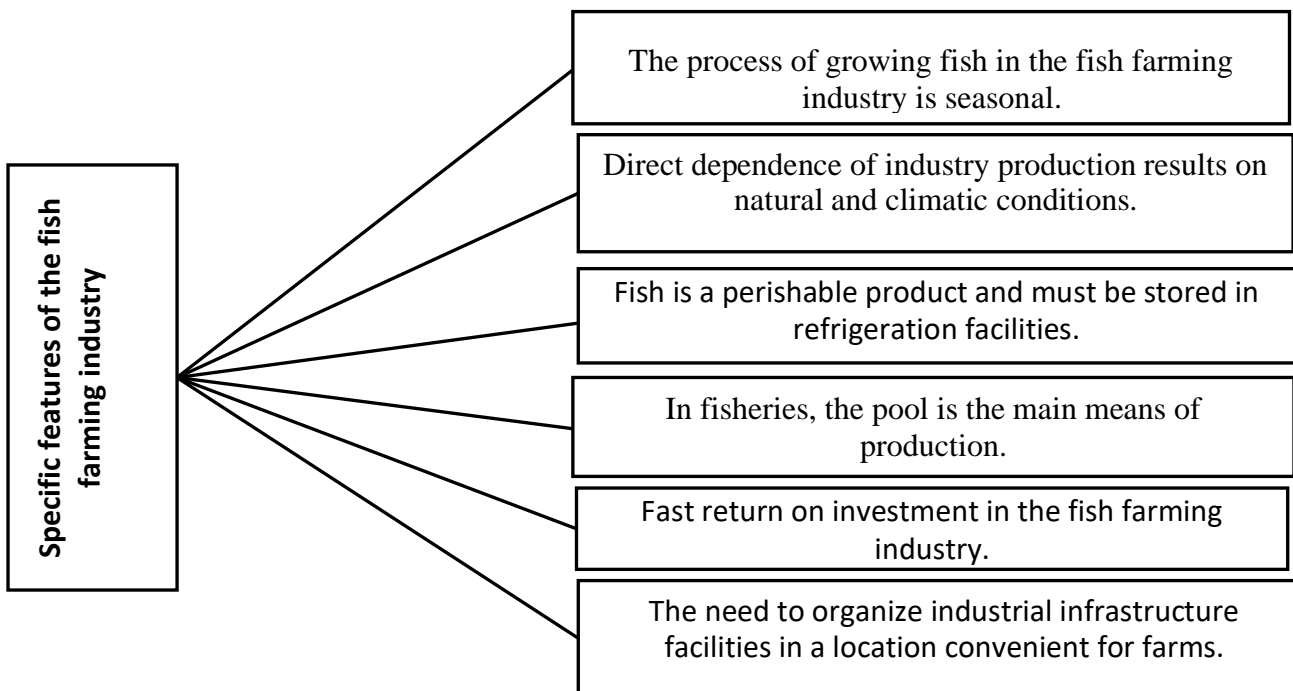 Specific features of the fish
farming industry
The process of growing fish in the fish farming
industry is seasonal.
Direct dependence of industry production results on
natural and climatic conditions.
Fish is a perishable product and must be stored in
refrigeration facilities.
In fisheries, the pool is the main means of
production.
Fast return on investment in the fish farming
industry.
The need to organize industrial infrastructure
facilities in a location convenient for farms.